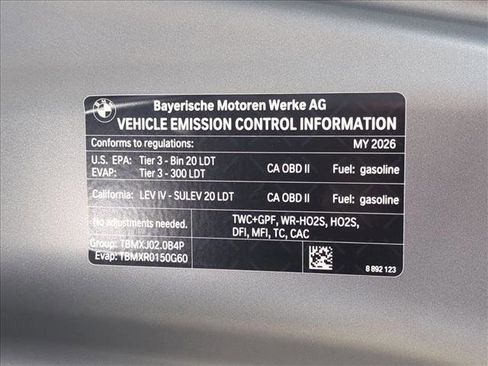 BMW
Bayerische Motoren Werke AG
VEHICLE EMISSION CONTROL INFORMATION
Conforms to regulations: MY 2026
U.S. EPA: Tier 3 - Bin 20 LDT CA OBD II Fuel: gasoline
EVAP: Tier 3 - 300 LDT
California: LEV IV - SULEV 20 LDT CA OBD II Fuel: gasoline
No adjustments needed. TWC+GPF, WR-HO2S, HO2S,
DFI, MFI, TC, CAC
Group: TBMXJ02.0B4P
Evap: TBMXR0150G60
8 892 123